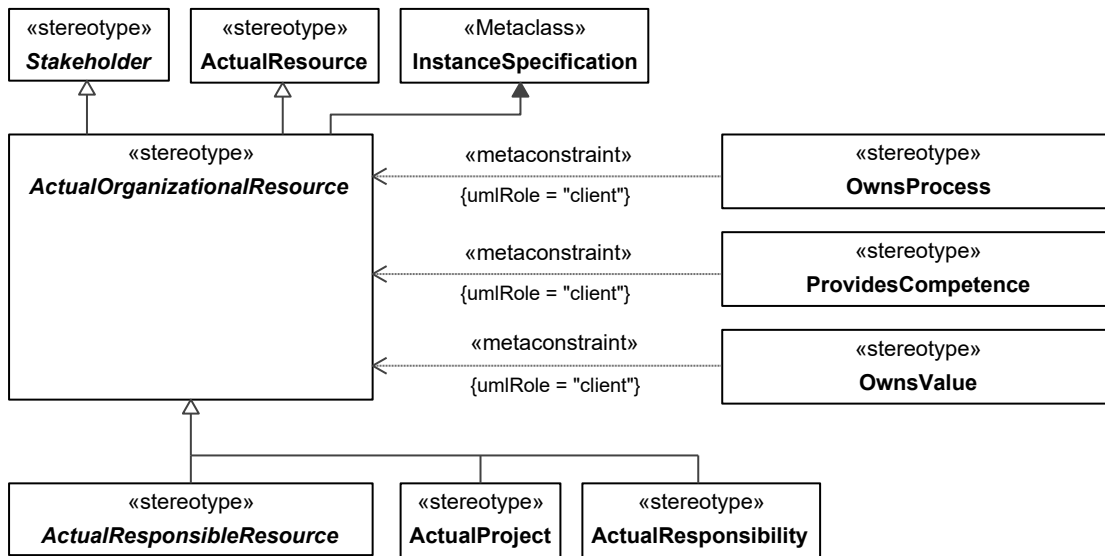 «stereotype»
Stakeholder
«stereotype»
ActualResource
«Metaclass»
InstanceSpecification
«stereotype»
ActualOrganizationalResource
«metaconstraint»
{umlRole = "client"}
«stereotype»
OwnsProcess
«metaconstraint»
{umlRole = "client"}
«stereotype»
ProvidesCompetence
«metaconstraint»
{umlRole = "client"}
«stereotype»
OwnsValue
«stereotype»
ActualResponsibleResource
«stereotype»
ActualProject
«stereotype»
ActualResponsibility